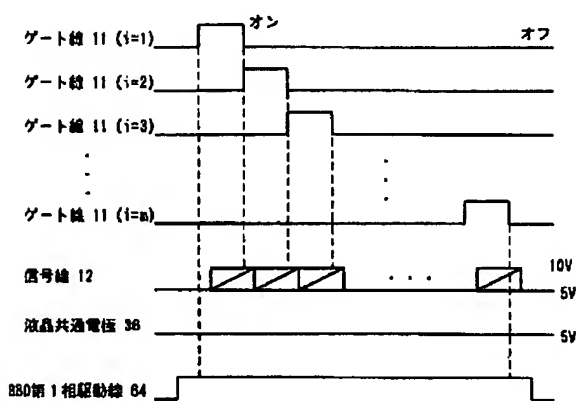 オン
ゲート線 11 (i=1)
オフ
ゲート線 11 (i=2)
ゲート線 11 (i=3)
・
・
・
・ ・ ・
ゲート線 11 (i=m)
10V
信号線 12
・ ・ ・
5V
液晶共通電極 36
5V
BBD第1相駆動線 64